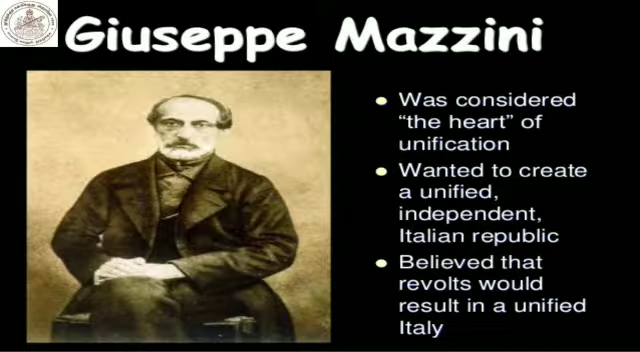 Giuseppe Mazzini
• Was considered
“the heart” of
unification
• Wanted to create
a unified,
independent,
Italian republic
• Believed that
revolts would
result in a unified
Italy